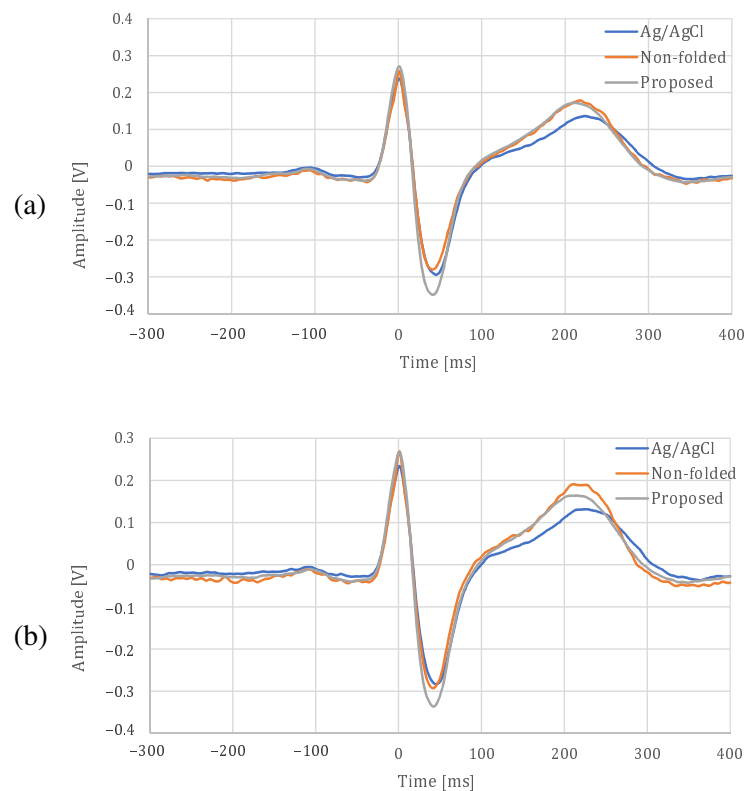 (a)
Amplitude [V]
0.4
0.3
0.2
0.1
0
−0.1
−0.2
−0.3
−0.4
−300
−200
−100
0
100
200
300
400
Time [ms]
Ag/AgCl
Non-folded
Proposed
(b)
Amplitude [V]
0.3
0.2
0.1
0
−0.1
−0.2
−0.3
−0.4
−300
−200
−100
0
100
200
300
400
Time [ms]
Ag/AgCl
Non-folded
Proposed